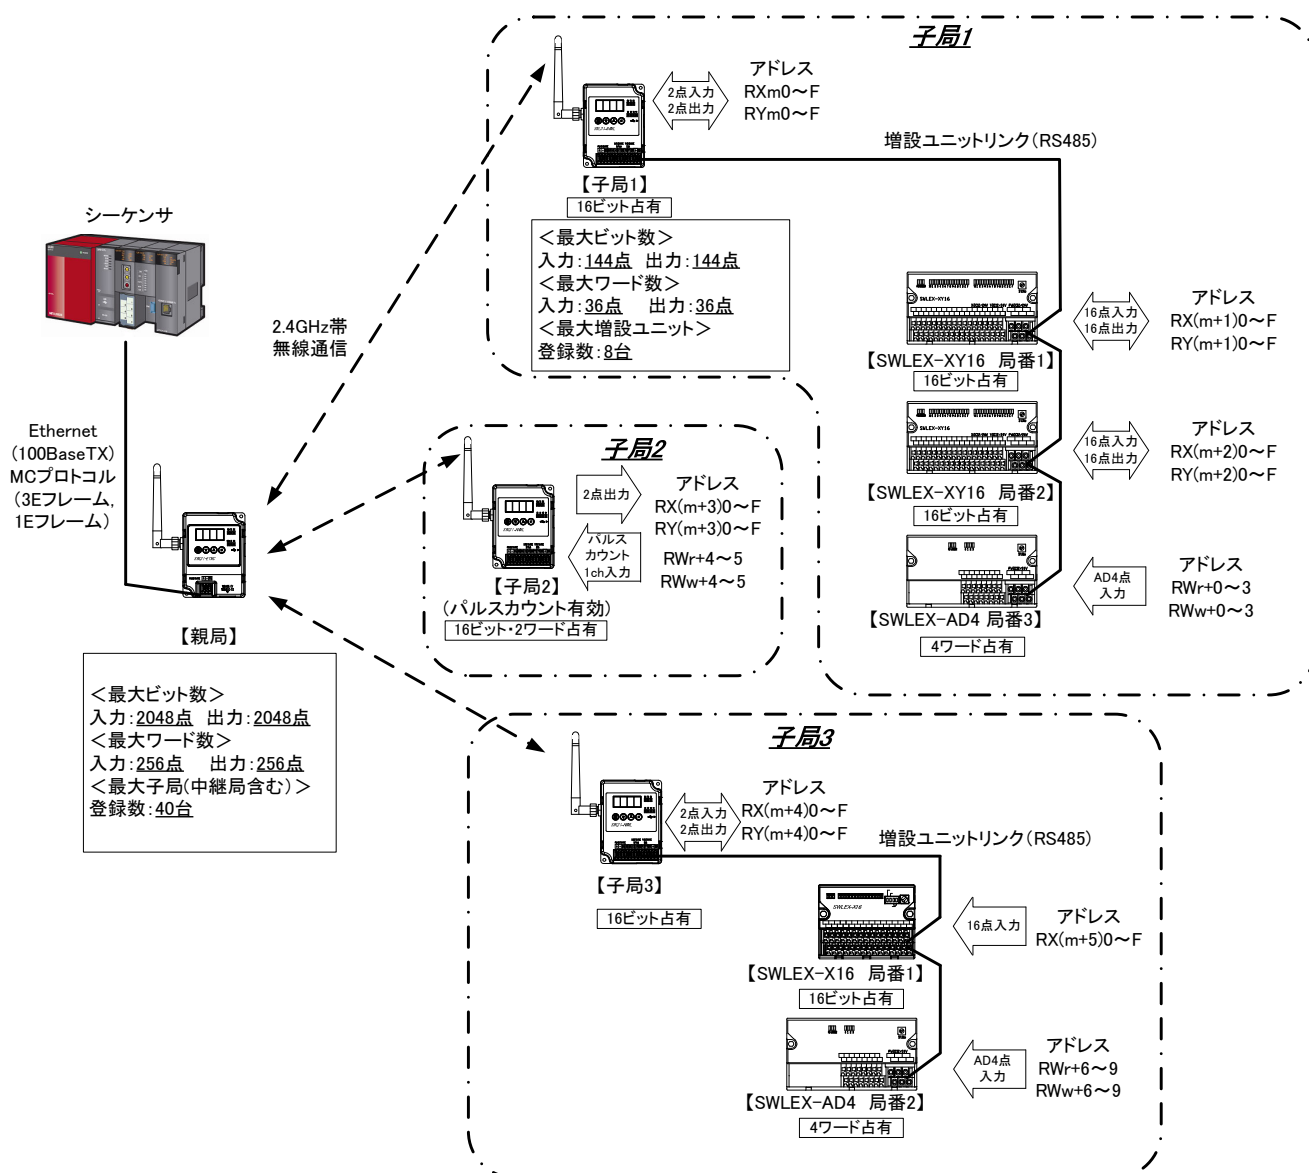 子局1
アドレス
RXm0～F
RYm0～F
2点入力
2点出力
増設ユニットリンク（RS485）
【子局1】
16ビット占有
＜最大ビット数＞
入力：144点　出力：144点
＜最大ワード数＞
入力：36点　出力：36点
＜最大増設ユニット＞
登録数：8台
シーケンサ
2.4GHz帯
無線通信
SWLEX-XY16
16点入力
16点出力
アドレス
RX(m+1)0～F
RY(m+1)0～F
【SWLEX-XY16　局番1】
16ビット占有
SWLEX-XY16
16点入力
16点出力
アドレス
RX(m+2)0～F
RY(m+2)0～F
【SWLEX-XY16　局番2】
16ビット占有
AD4点
入力
アドレス
RWr+0～3
RWw+0～3
【SWLEX-AD4 局番3】
4ワード占有
Ethernet
(100BaseTX)
MCプロトコル
(3Eフレーム,
1Eフレーム)
【親局】
＜最大ビット数＞
入力：2048点　出力：2048点
＜最大ワード数＞
入力：256点　出力：256点
＜最大子局(中継局含む)＞
登録数：40台
子局2
2点出力
アドレス
RX(m+3)0～F
RY(m+3)0～F
パルス
カウント
1ch入力
RWr+4～5
RWw+4～5
【子局2】
(パルスカウント有効)
16ビット・2ワード占有
子局3
アドレス
RX(m+4)0～F
RY(m+4)0～F
2点入力
2点出力
増設ユニットリンク（RS485）
【子局3】
16ビット占有
SWLEX-X16
16点入力
アドレス
RX(m+5)0～F
【SWLEX-X16　局番1】
16ビット占有
AD4点
入力
アドレス
RWr+6～9
RWw+6～9
【SWLEX-AD4　局番2】
4ワード占有